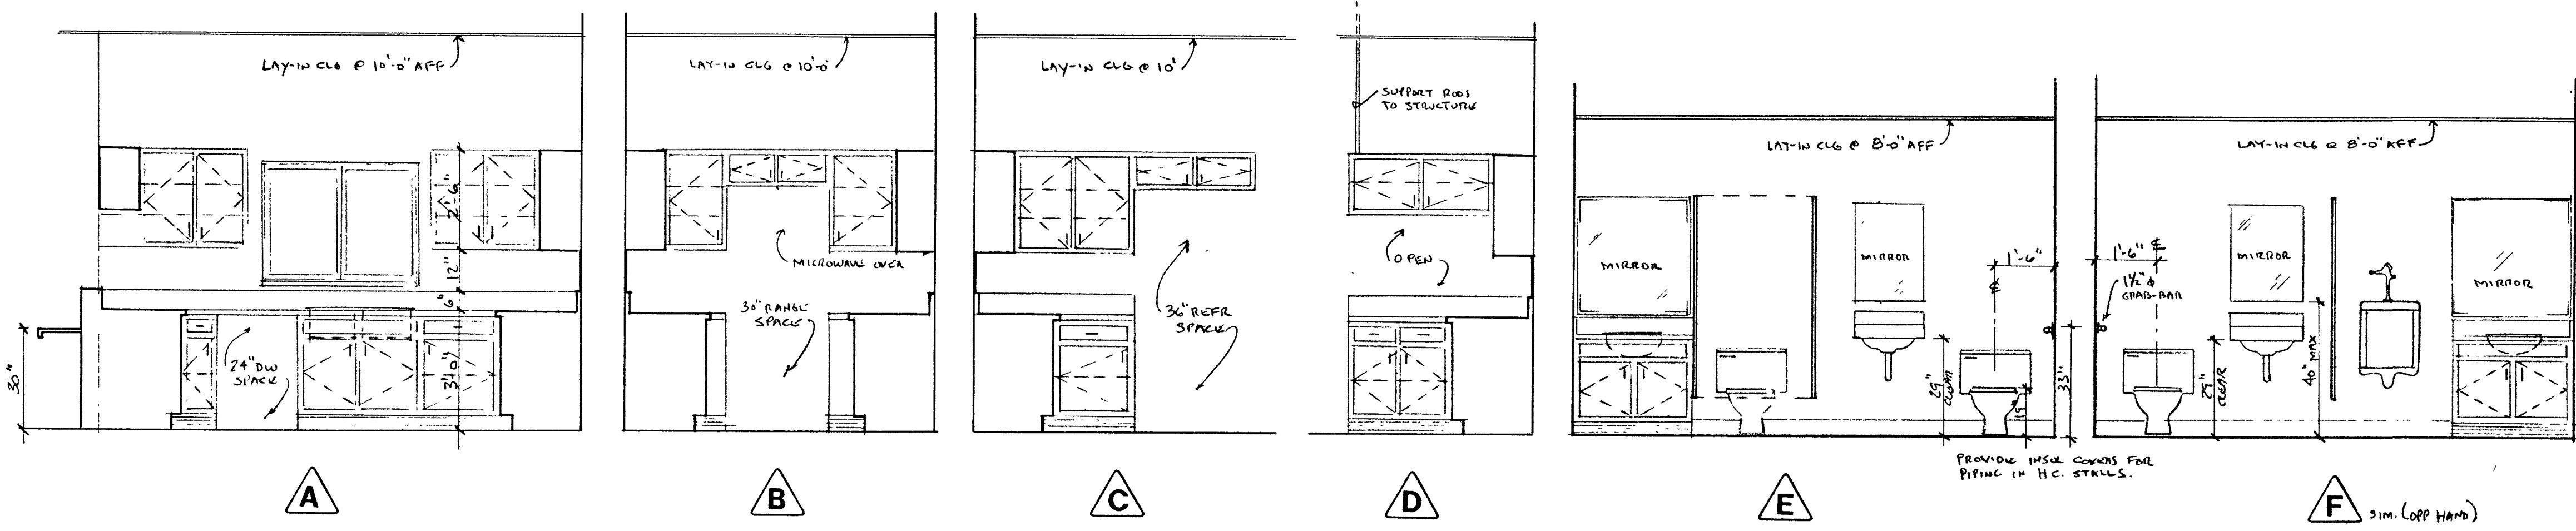 LAY-IN CLG @ 10'-0" AFF
2'-6"
12"
6"
3'-0"
30"
24" DW
SPACE
A
LAY-IN CLG @ 10'-0"
MICROWAVE OVER
30" RANGE
SPACE
B
LAY-IN CLG @ 10'
36" REFR
SPACE
C
SUPPORT RODS
TO STRUCTURE
OPEN
D
LAY-IN CLG @ 8'-0" AFF
MIRROR
MIRROR
1'-6"
℄
29"
CLEAR
19"
33"
PROVIDE INSUL COVERS FOR
PIPING IN H.C. STALLS.
E
LAY-IN CLG @ 8'-0" AFF
1'-6"
℄
1½" ⌀
GRAB-BAR
MIRROR
MIRROR
29"
CLEAR
40" MAX
F
SIM. (OPP HAND)